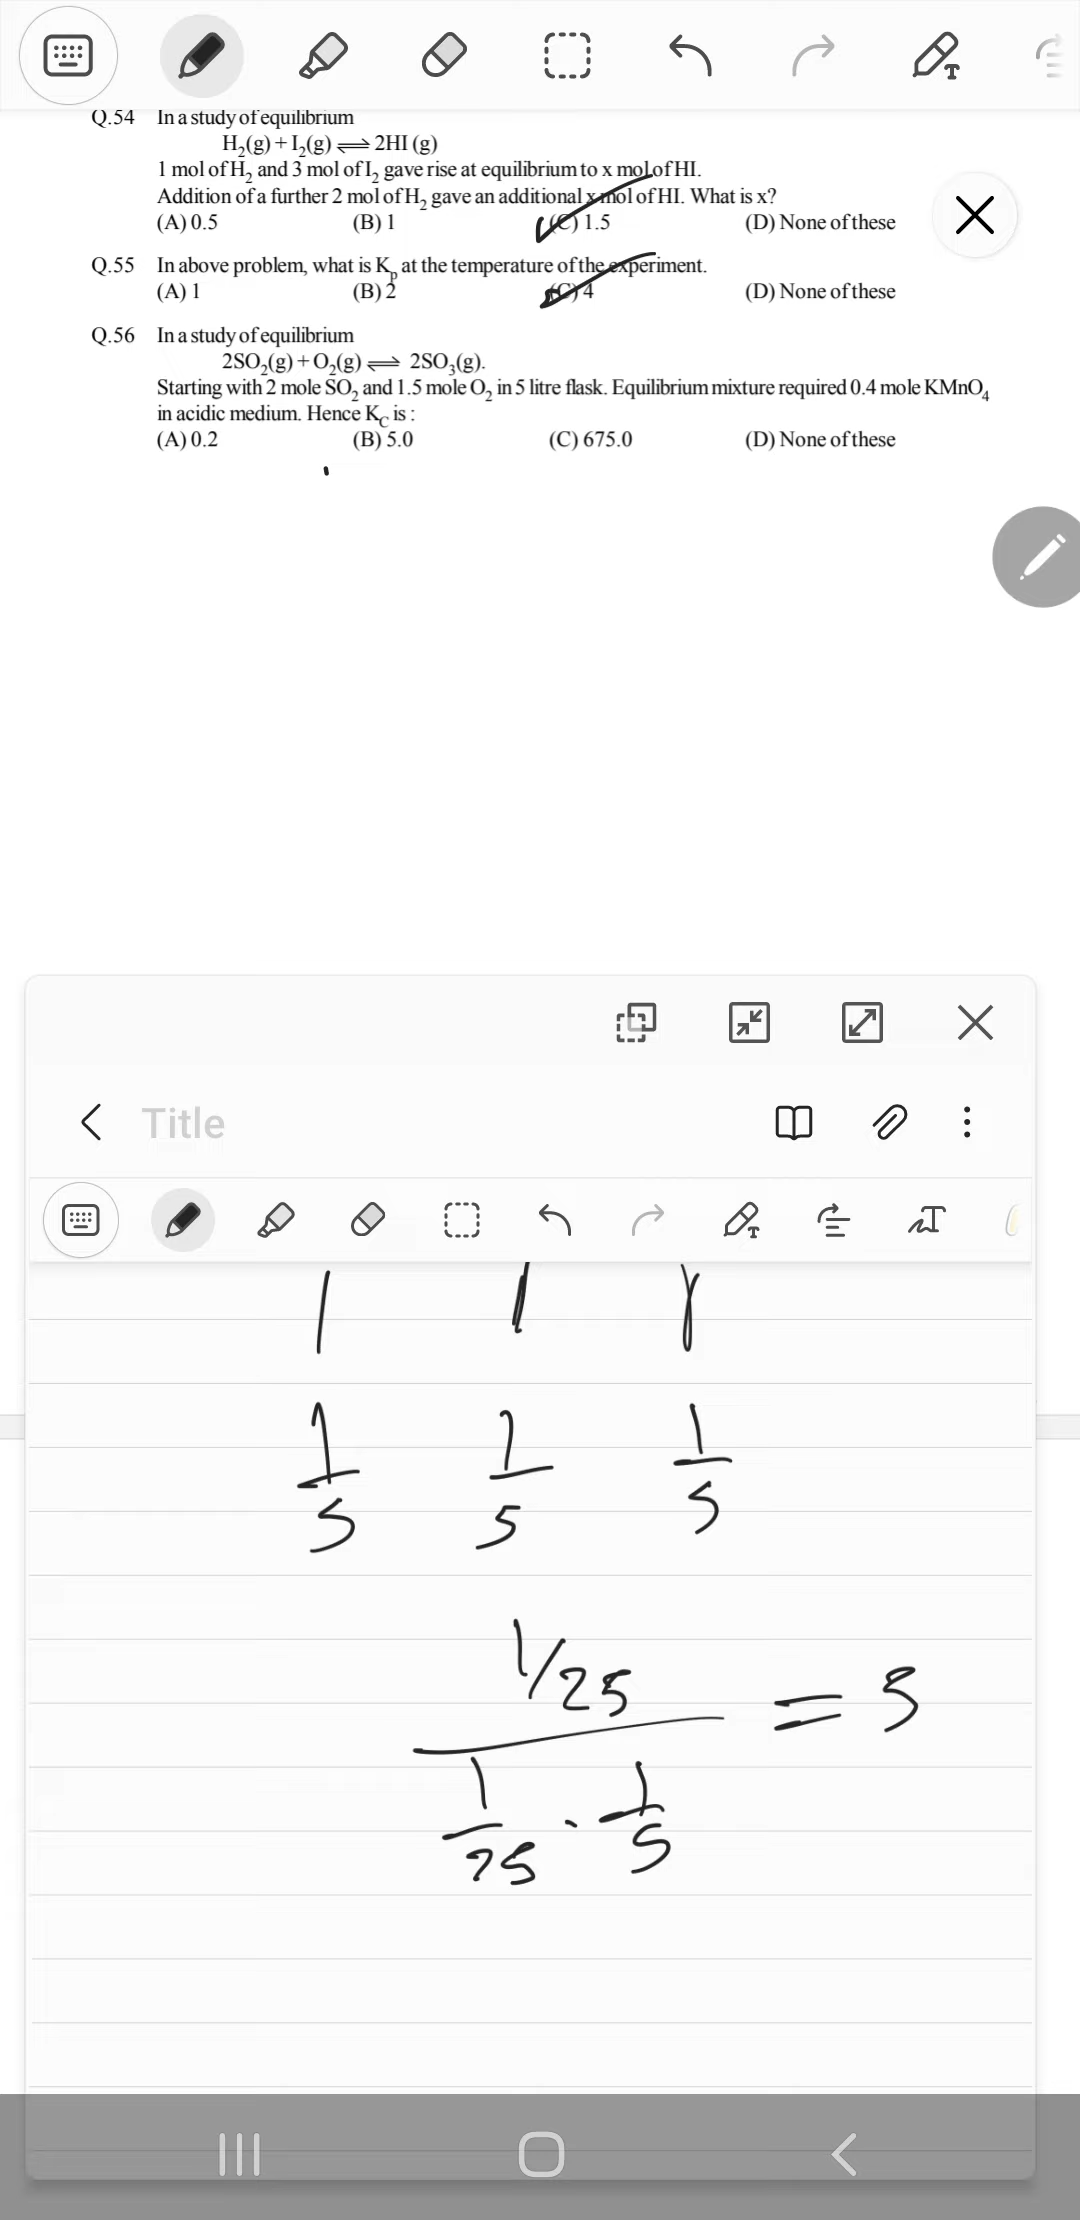 Q.54 In a study of equilibrium
H₂(g) + I₂(g) ⇌ 2HI (g)
1 mol of H₂ and 3 mol of I₂ gave rise at equilibrium to x mol of HI.
Addition of a further 2 mol of H₂ gave an additional x mol of HI. What is x?
(A) 0.5 (B) 1 (C) 1.5 (D) None of these
Q.55 In above problem, what is Kₚ at the temperature of the experiment.
(A) 1 (B) 2 (C) 4 (D) None of these
Q.56 In a study of equilibrium
2SO₂(g) + O₂(g) ⇌ 2SO₃(g).
Starting with 2 mole SO₂ and 1.5 mole O₂ in 5 litre flask. Equilibrium mixture required 0.4 mole KMnO₄
in acidic medium. Hence K_C is :
(A) 0.2 (B) 5.0 (C) 675.0 (D) None of these
Title
1/5 1/5 1/5
1/25 = 5
1/25 · 1/5